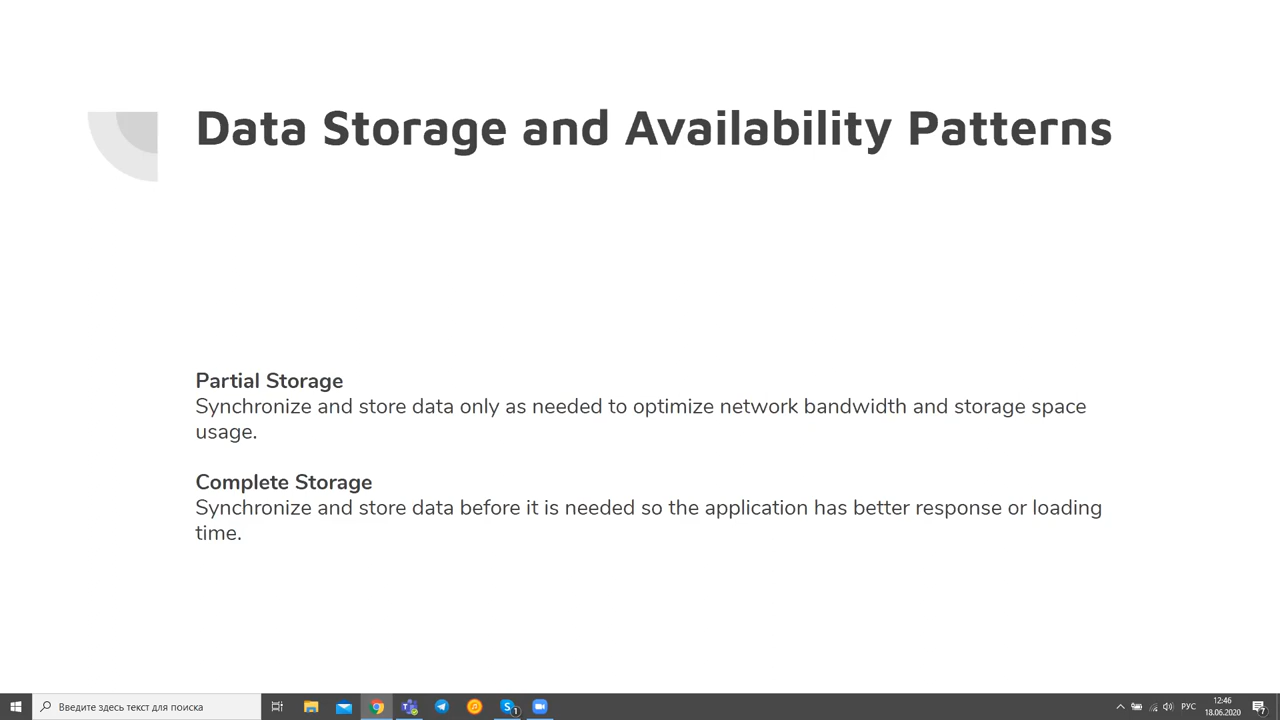 Data Storage and Availability Patterns
Partial Storage
Synchronize and store data only as needed to optimize network bandwidth and storage space
usage.
Complete Storage
Synchronize and store data before it is needed so the application has better response or loading
time.
Введите здесь текст для поиска
S 1
РУС
12:46
18.06.2020
7